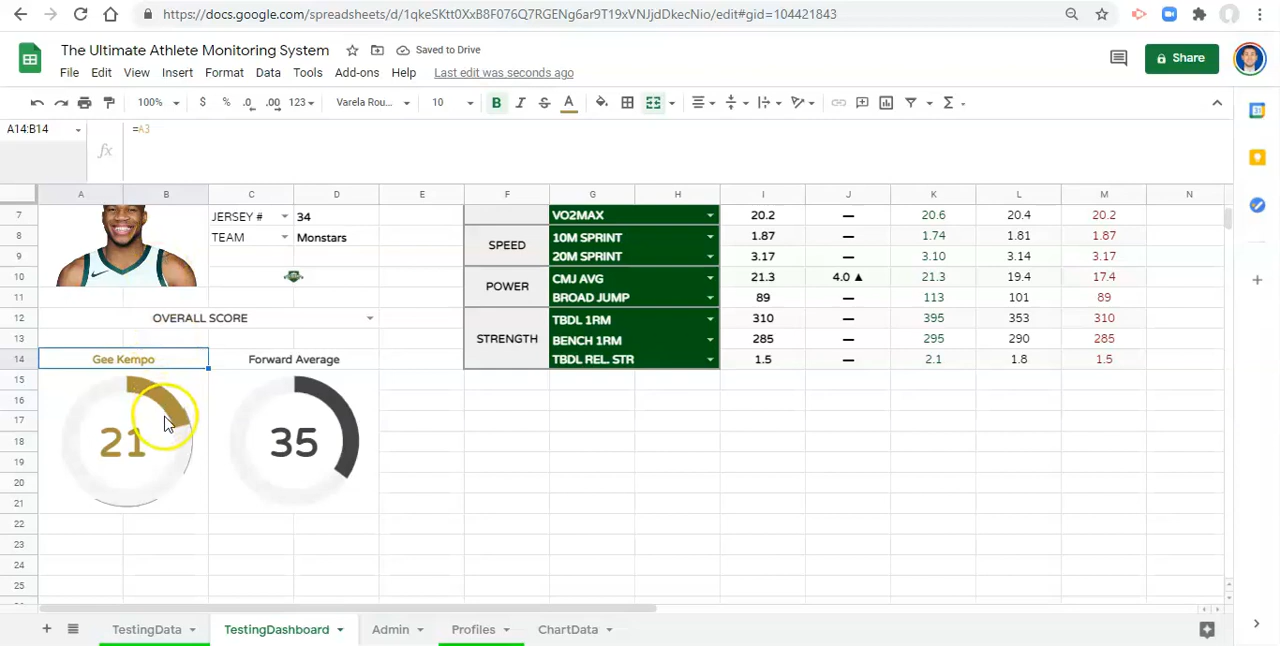 docs.google.com/spreadsheets/d/1qkeSKtt0XxB8F076Q7RGENg6ar9T19xVNJjdDkecNio/edit#gid=104421843
The Ultimate Athlete Monitoring System
Saved to Drive
File Edit View Insert Format Data Tools Add-ons Help Last edit was seconds ago
Share
100% $ % .0 .00 123 Varela Rou... 10 B I S A
A14:B14 fx =A3
A B C D E F G H I J K L M N
7 JERSEY # 34 VO2MAX 20.2 — 20.6 20.4 20.2
8 TEAM Monstars SPEED 10M SPRINT 1.87 — 1.74 1.81 1.87
9 20M SPRINT 3.17 — 3.10 3.14 3.17
10 POWER CMJ AVG 21.3 4.0 ▲ 21.3 19.4 17.4
11 BROAD JUMP 89 — 113 101 89
12 OVERALL SCORE STRENGTH TBDL 1RM 310 — 395 353 310
13 BENCH 1RM 285 — 295 290 285
14 Gee Kempo Forward Average TBDL REL. STR 1.5 — 2.1 1.8 1.5
15
16
17
18 21 35
19
20
21
22
23
24
25
TestingData TestingDashboard Admin Profiles ChartData